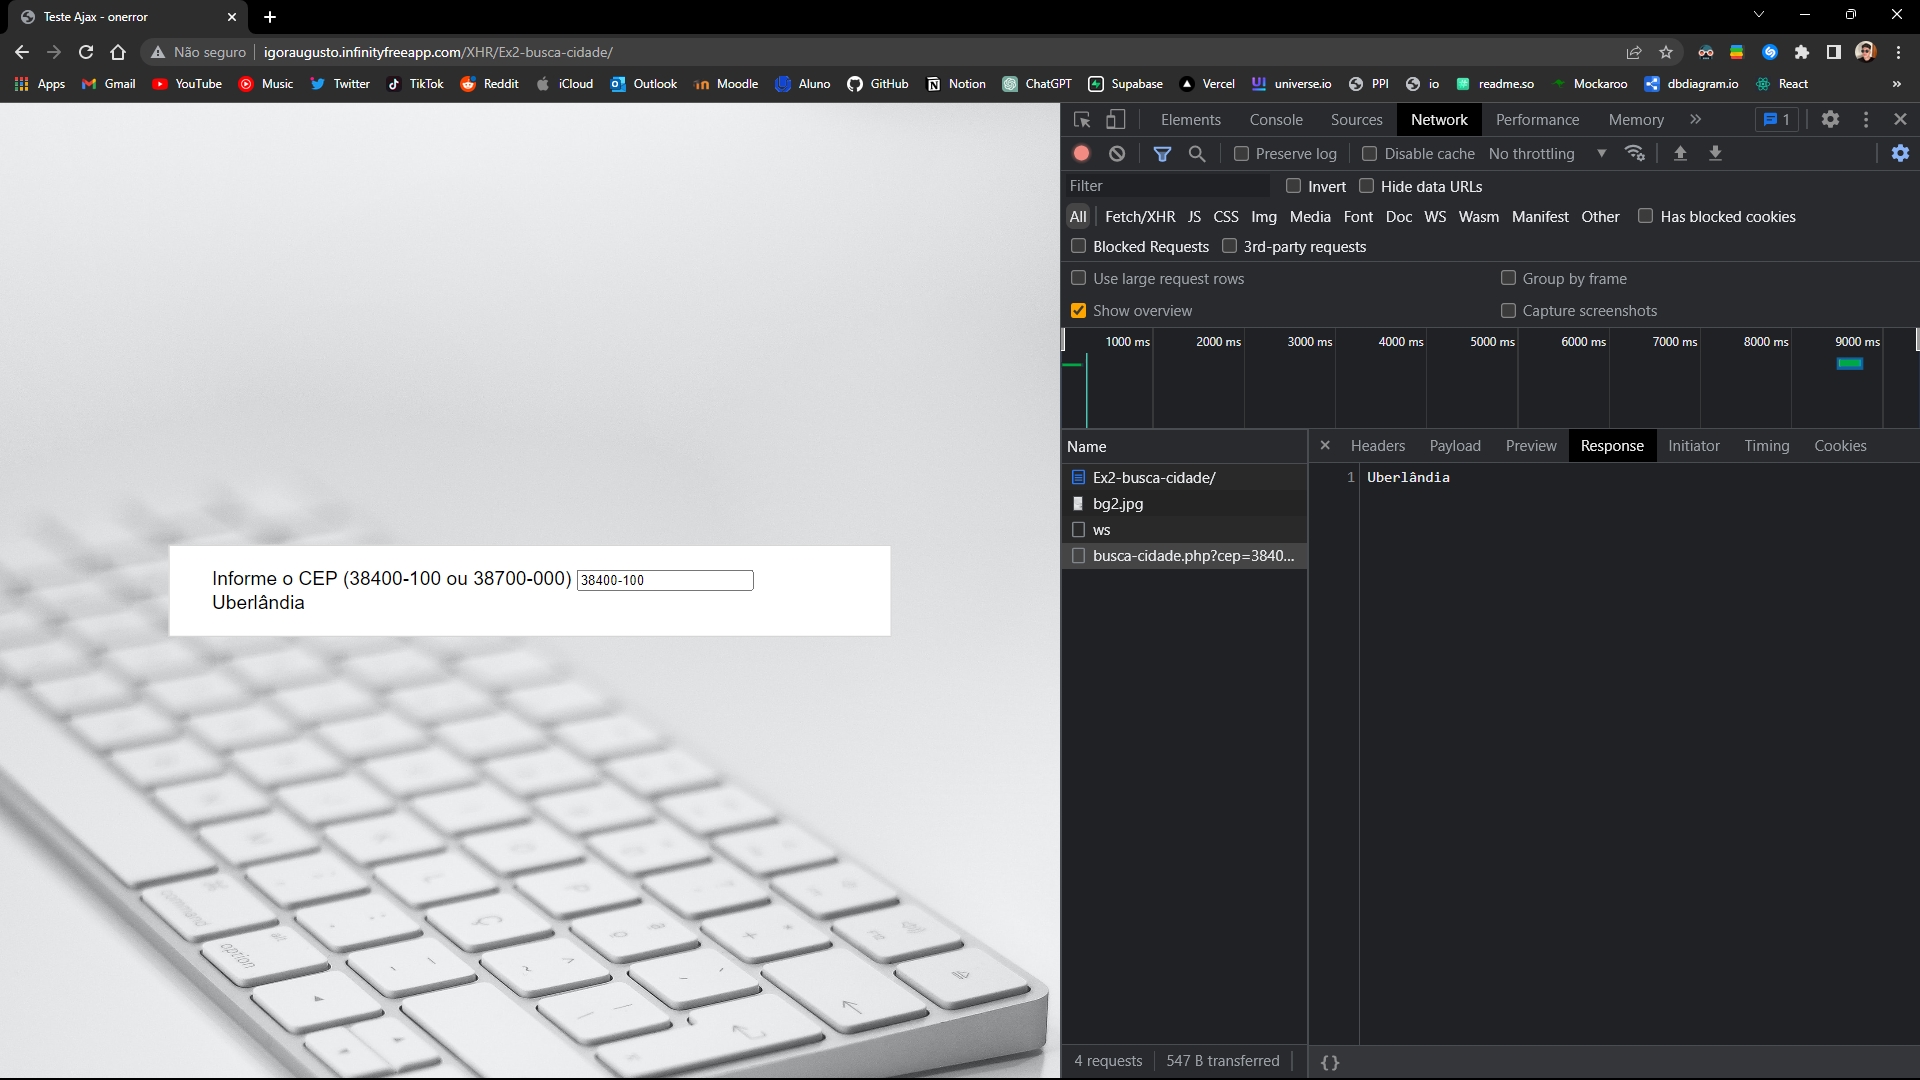 Teste Ajax - onerror
Não seguro igoraugusto.infinityfreeapp.com/XHR/Ex2-busca-cidade/
Apps Gmail YouTube Music Twitter TikTok Reddit iCloud Outlook Moodle Aluno GitHub Notion ChatGPT Supabase Vercel universe.io PPI io readme.so Mockaroo dbdiagram.io React »
Elements Console Sources Network Performance Memory » 1
Preserve log Disable cache No throttling
Filter Invert Hide data URLs
All Fetch/XHR JS CSS Img Media Font Doc WS Wasm Manifest Other Has blocked cookies
Blocked Requests 3rd-party requests
Use large request rows Group by frame
Show overview Capture screenshots
1000 ms 2000 ms 3000 ms 4000 ms 5000 ms 6000 ms 7000 ms 8000 ms 9000 ms
Name Headers Payload Preview Response Initiator Timing Cookies
Ex2-busca-cidade/
bg2.jpg
ws
busca-cidade.php?cep=3840...
1 Uberlândia
Informe o CEP (38400-100 ou 38700-000) 38400-100
Uberlândia
command
alt
option
4 requests 547 B transferred { }